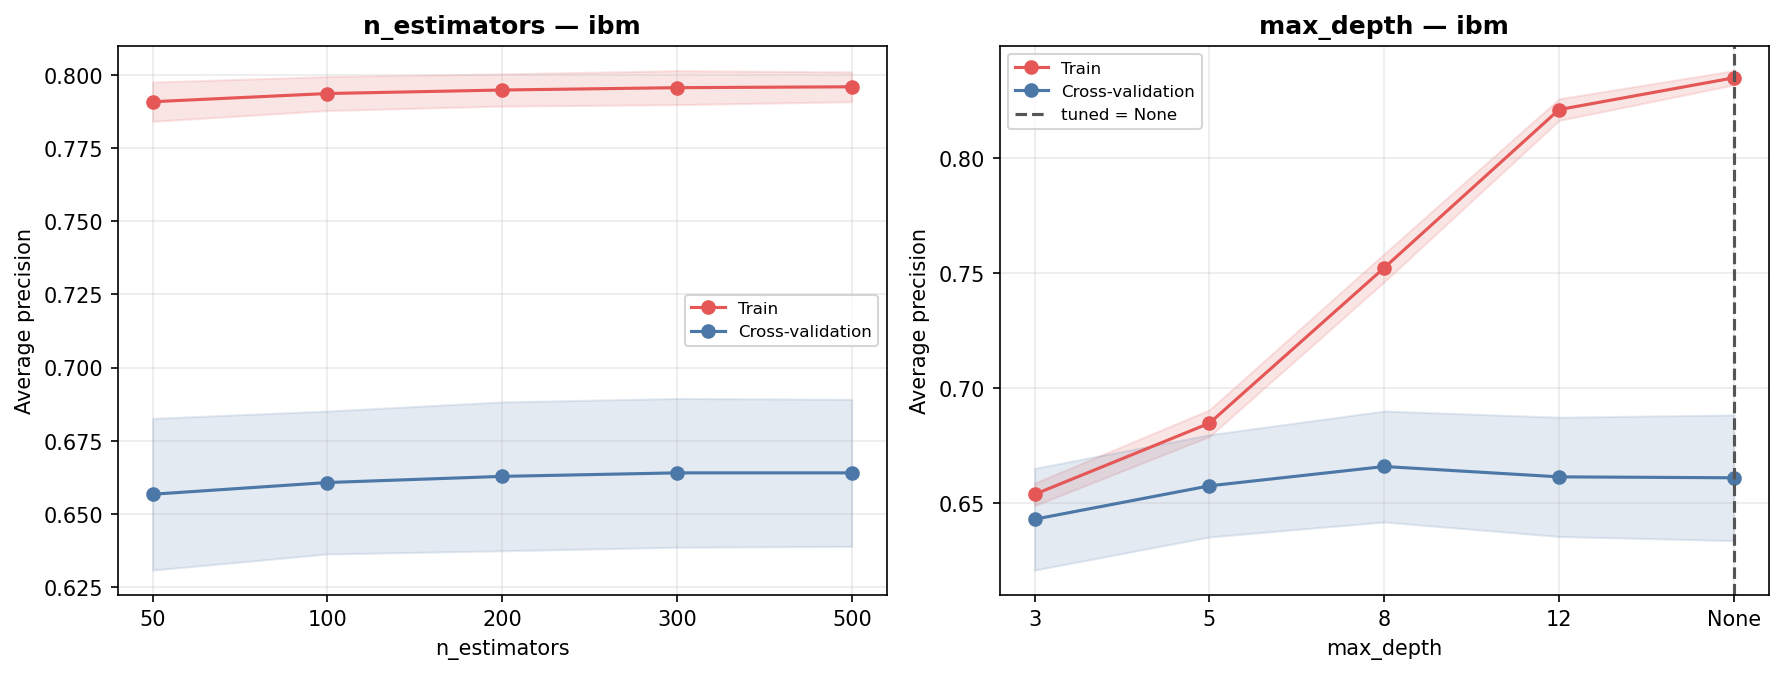 n_estimators — ibm
Average precision
0.800
0.775
0.750
0.725
0.700
0.675
0.650
0.625
Train
Cross-validation
50 100 200 300 500
n_estimators
max_depth — ibm
Average precision
Train
Cross-validation
tuned = None
0.80
0.75
0.70
0.65
3 5 8 12 None
max_depth